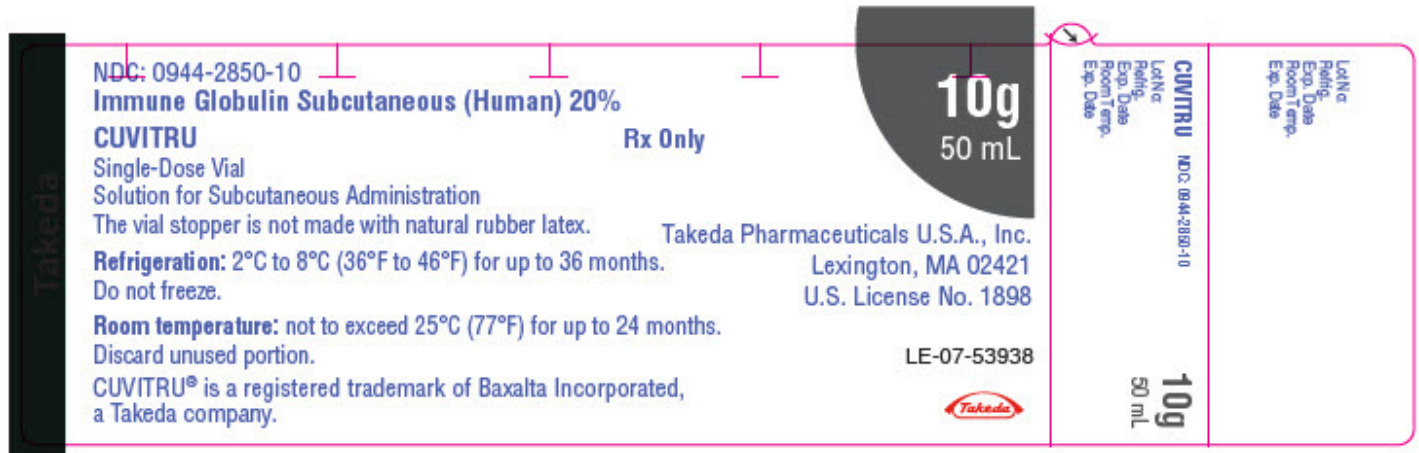 Takeda
NDC: 0944-2850-10
Immune Globulin Subcutaneous (Human) 20%
CUVITRU
Rx Only
Single-Dose Vial
Solution for Subcutaneous Administration
The vial stopper is not made with natural rubber latex.
Refrigeration: 2°C to 8°C (36°F to 46°F) for up to 36 months.
Do not freeze.
Room temperature: not to exceed 25°C (77°F) for up to 24 months.
Discard unused portion.
CUVITRU® is a registered trademark of Baxalta Incorporated,
a Takeda company.
10g
50 mL
Takeda Pharmaceuticals U.S.A., Inc.
Lexington, MA 02421
U.S. License No. 1898
LE-07-53938
Takeda
CUVITRU NDC: 0944-2850-10
Lot No:
Refrig.
Exp. Date
Room Temp.
Exp. Date
10g
50 mL
Lot No:
Refrig.
Exp. Date
Room Temp.
Exp. Date